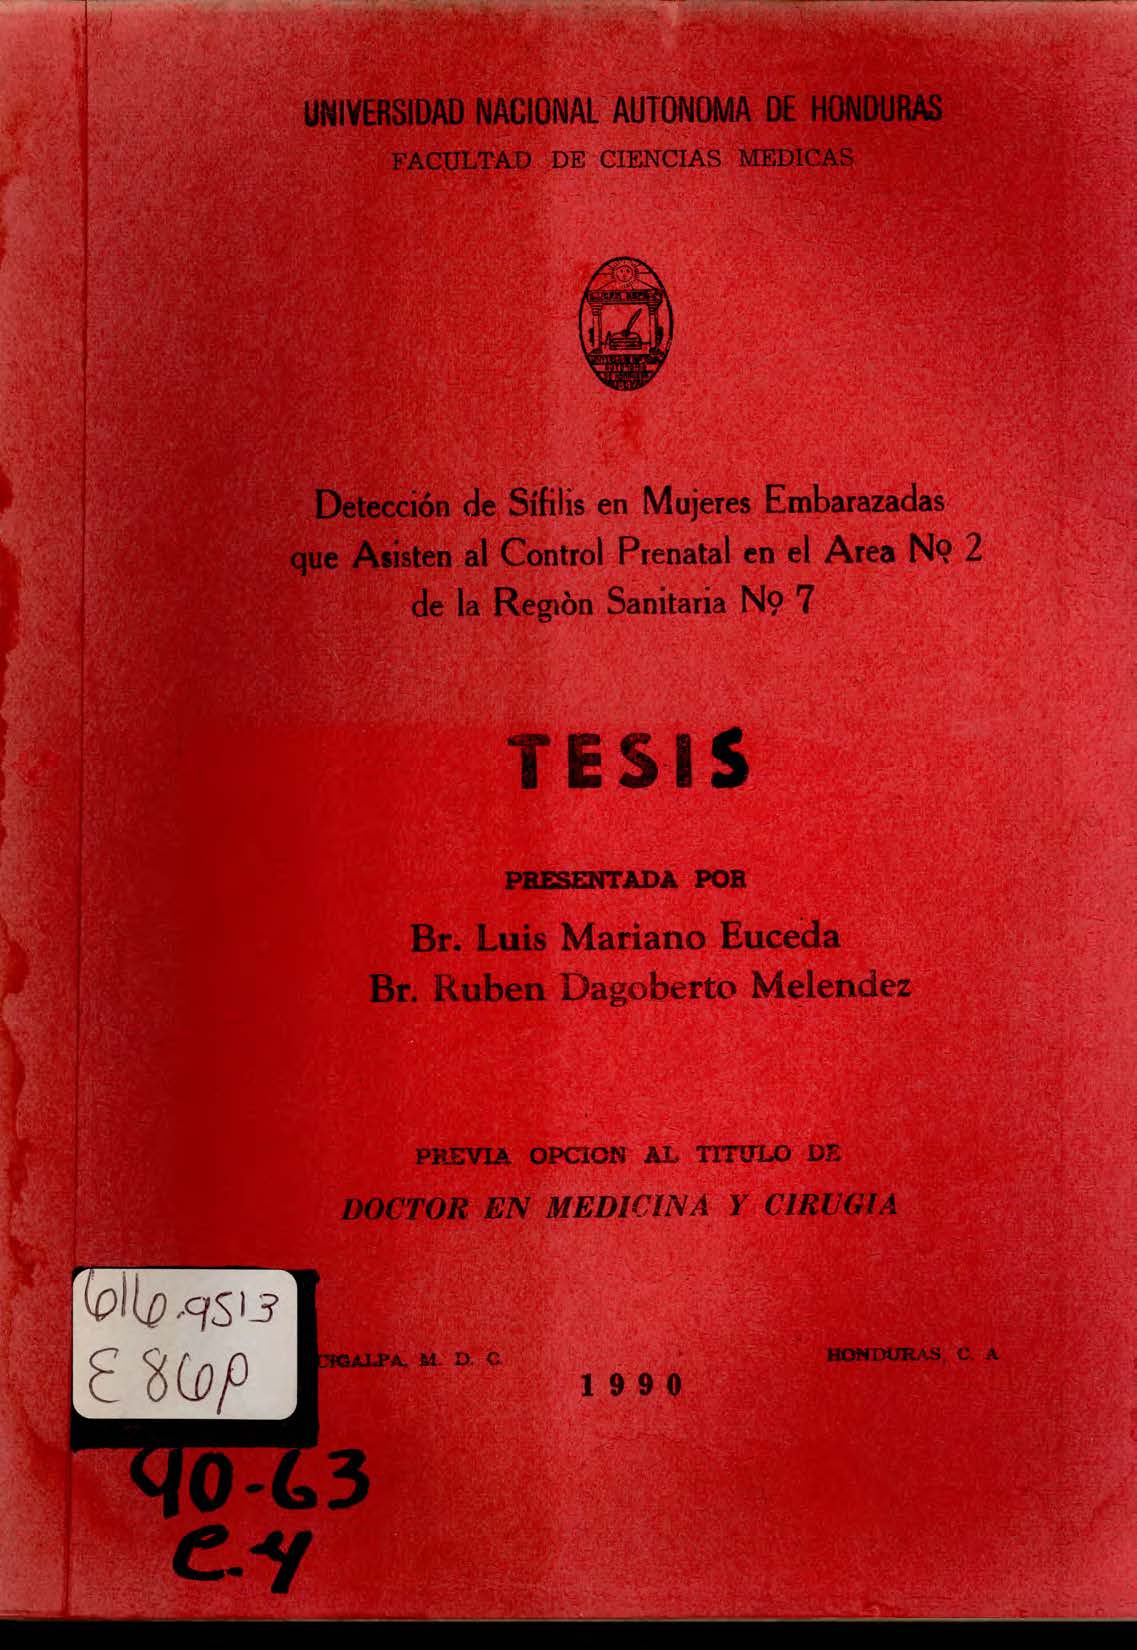 UNIVERSIDAD NACIONAL AUTONOMA DE HONDURAS
FACULTAD DE CIENCIAS MEDICAS
Detección de Sífilis en Mujeres Embarazadas
que Asisten al Control Prenatal en el Area Nº 2
de la Regiòn Sanitaria Nº 7
TESIS
PRESENTADA POR
Br. Luis Mariano Euceda
Br. Ruben Dagoberto Melendez
PREVIA OPCION AL TITULO DE
DOCTOR EN MEDICINA Y CIRUGIA
616.9513
E86p
CIGALPA, M. D. C. HONDURAS, C. A
1990
90-63
C.4